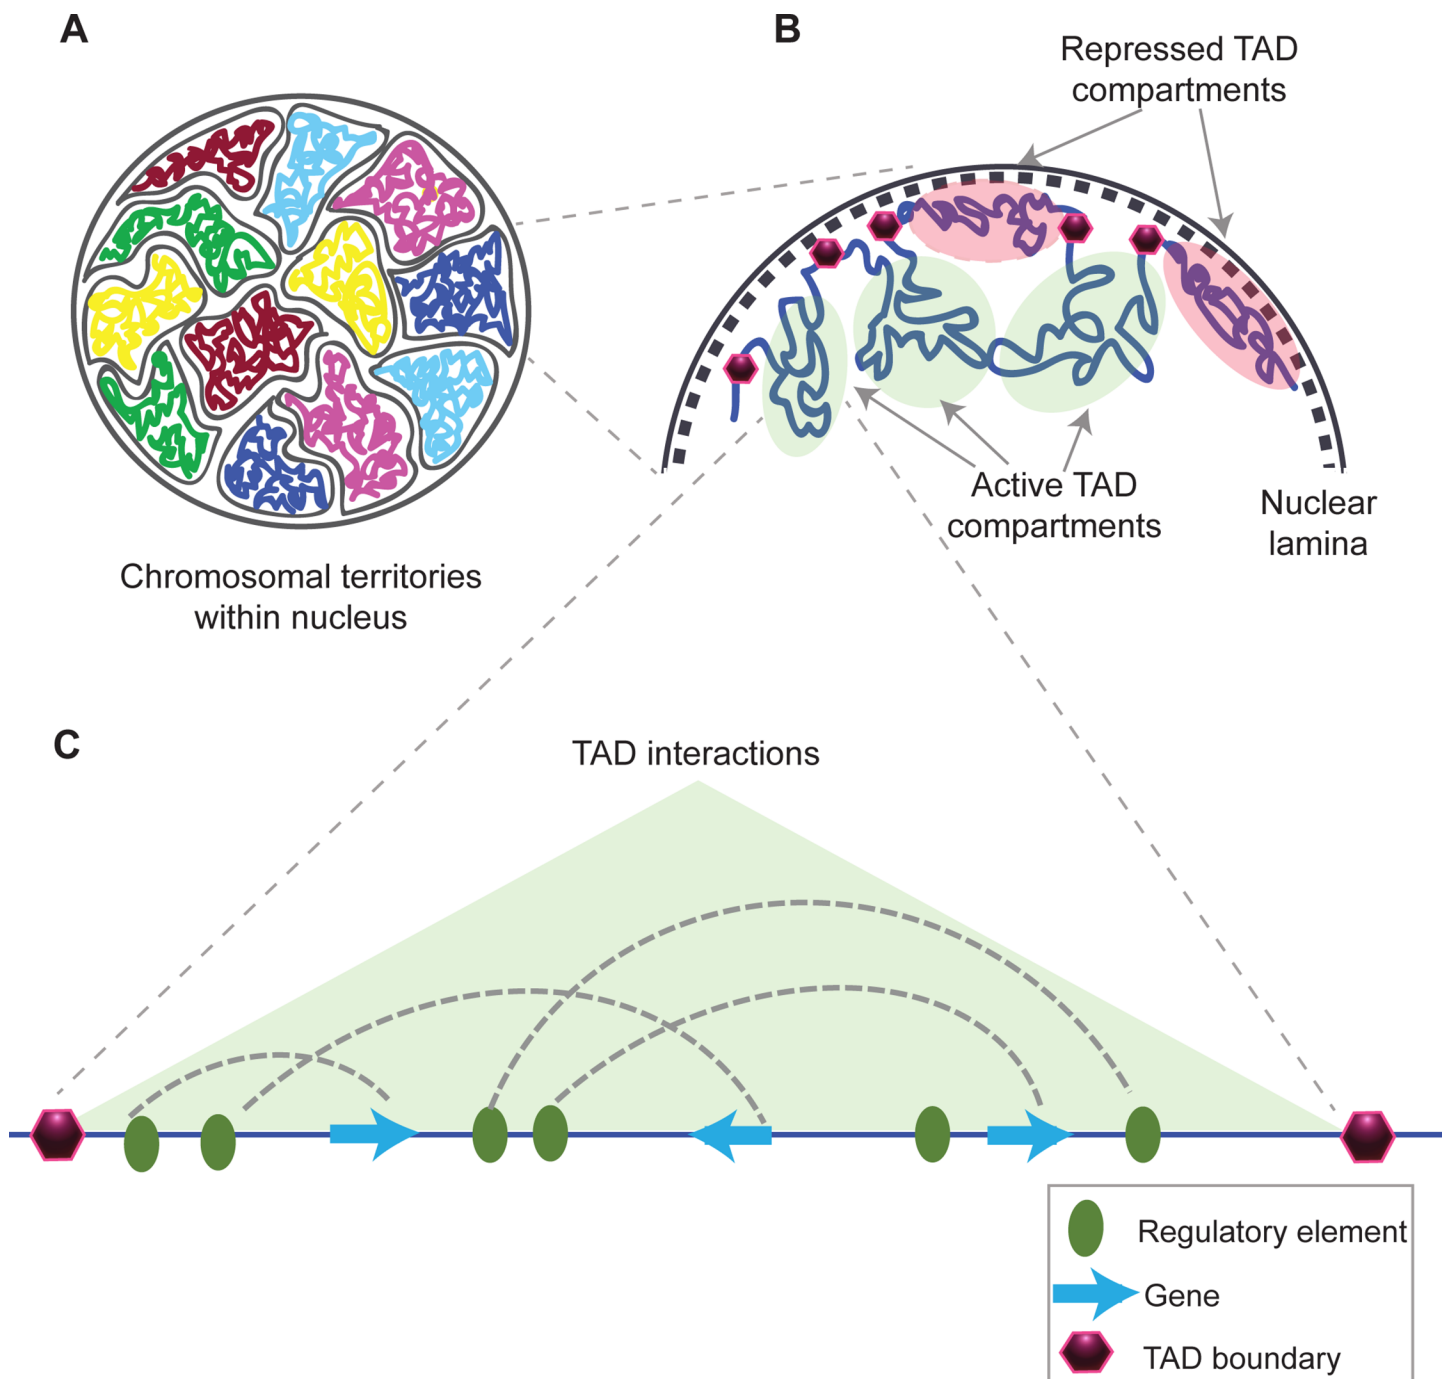 A
B
Repressed TAD
compartments
Active TAD
compartments
Nuclear
lamina
Chromosomal territories
within nucleus
C
TAD interactions
Regulatory element
Gene
TAD boundary